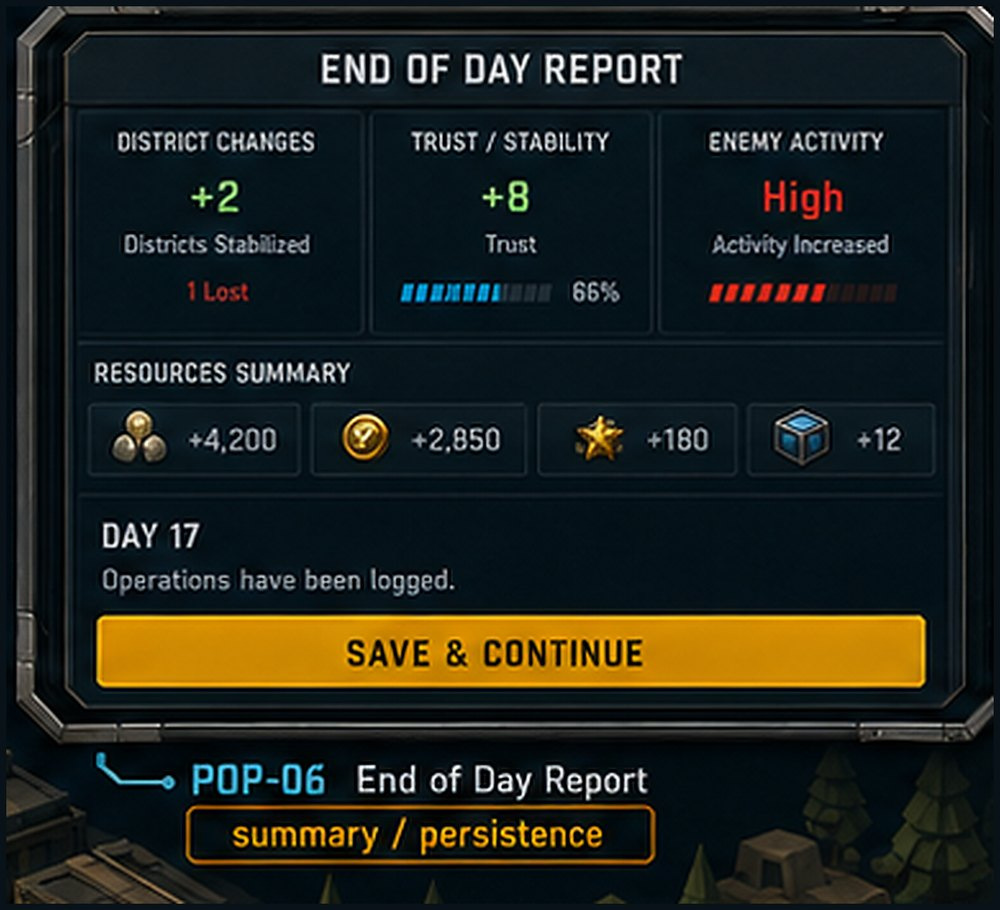 END OF DAY REPORT
DISTRICT CHANGES
+2
Districts Stabilized
1 Lost
TRUST / STABILITY
+8
Trust
66%
ENEMY ACTIVITY
High
Activity Increased
RESOURCES SUMMARY
+4,200
+2,850
+180
+12
DAY 17
Operations have been logged.
SAVE & CONTINUE
POP-06 End of Day Report
summary / persistence